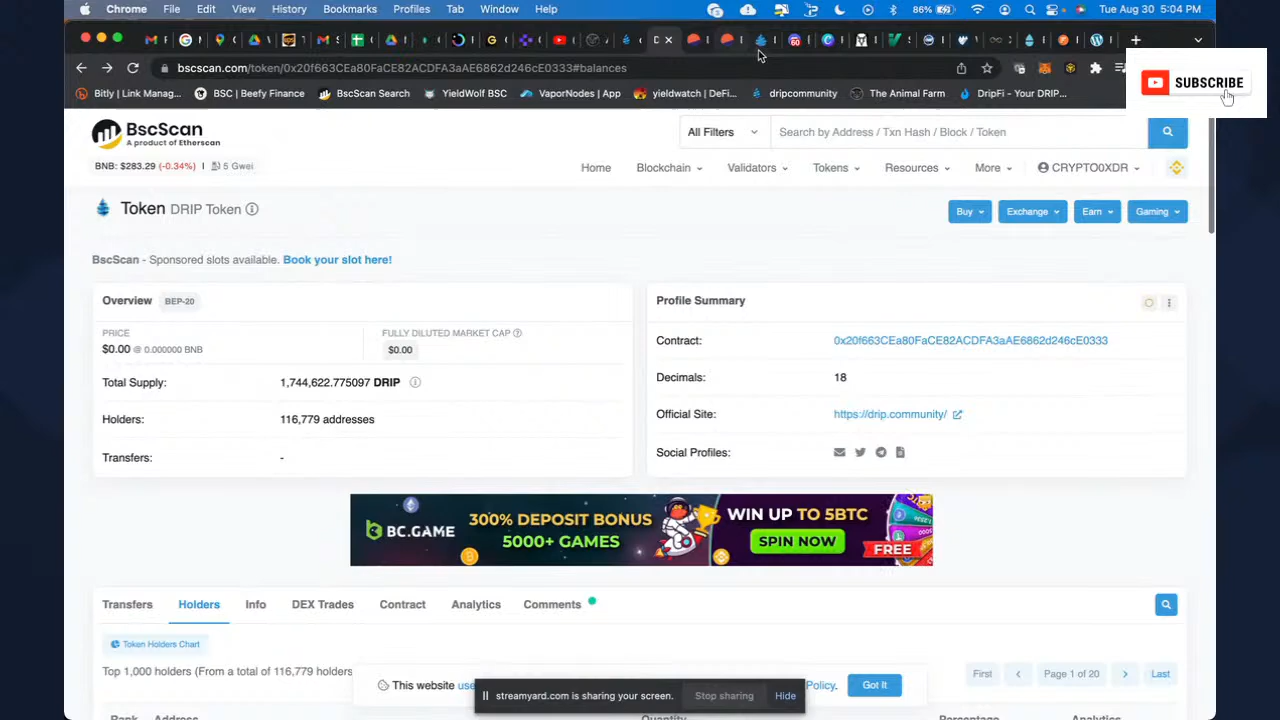 Chrome File Edit View History Bookmarks Profiles Tab Window Help 86% Tue Aug 30 5:04 PM
bscscan.com/token/0x20f663CEa80FaCE82ACDFA3aAE6862d246cE0333#balances
SUBSCRIBE
Bitly | Link Manag... BSC | Beefy Finance BscScan Search AdWolf BSC VaporNodes | App yieldwatch | DeFi... dripcommunity The Animal Farm DripFi - Your DRIP...
BscScan
A product of Etherscan
All Filters Search by Address / Txn Hash / Block / Token
BNB: $283.29 (-0.34%) | 5 Gwei
Home Blockchain Validators Tokens Resources More CRYPTO0XDR
Token DRIP Token
Buy Exchange Earn Gaming
BscScan - Sponsored slots available. Book your slot here!
Overview BEP-20
PRICE
$0.00 @ 0.000000 BNB
FULLY DILUTED MARKET CAP
$0.00
Total Supply: 1,744,622.775097 DRIP
Holders: 116,779 addresses
Transfers: -
Profile Summary
Contract: 0x20f663CEa80FaCE82ACDFA3aAE6862d246cE0333
Decimals: 18
Official Site: https://drip.community/
Social Profiles:
BC.GAME 300% DEPOSIT BONUS 5000+ GAMES WIN UP TO 5BTC SPIN NOW FREE
Transfers Holders Info DEX Trades Contract Analytics Comments
Token Holders Chart
Top 1,000 holders (From a total of 116,779 holders
First Page 1 of 20 Last
This website use Policy. Got It
streamyard.com is sharing your screen. Stop sharing Hide
Rank Address Quantity Percentage Analytics